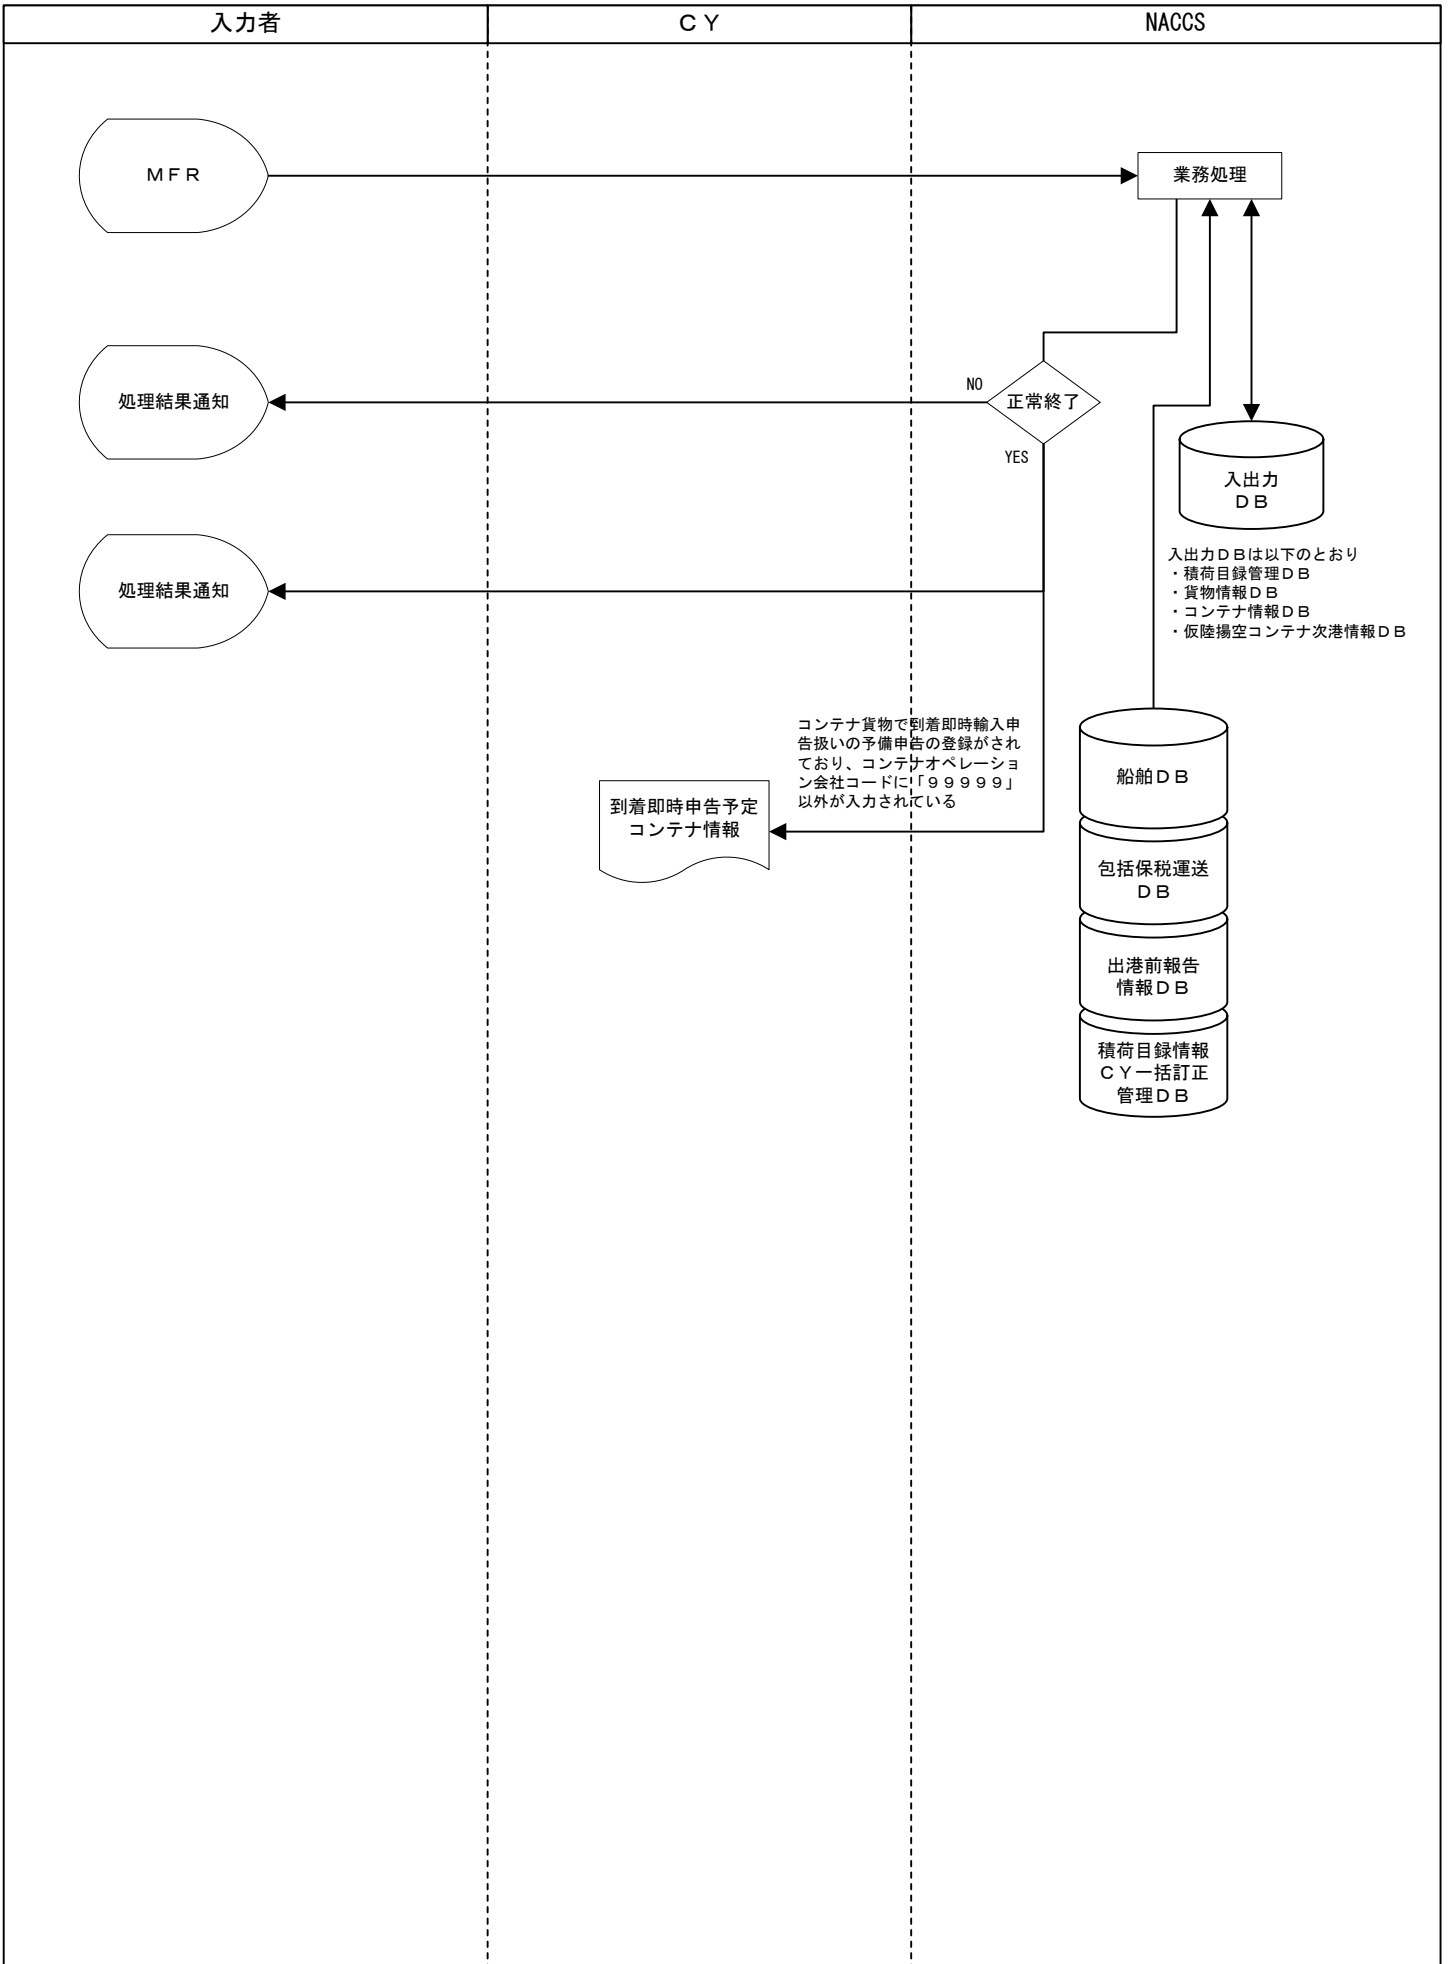 入力者
ＣＹ
NACCS
ＭＦＲ
業務処理
処理結果通知
NO
正常終了
YES
入出力
ＤＢ
処理結果通知
入出力ＤＢは以下のとおり
・積荷目録管理ＤＢ
・貨物情報ＤＢ
・コンテナ情報ＤＢ
・仮陸揚空コンテナ次港情報ＤＢ
コンテナ貨物で到着即時輸入申
告扱いの予備申告の登録がされ
ており、コンテナオペレーショ
ン会社コードに「９９９９９」
以外が入力されている
到着即時申告予定
コンテナ情報
船舶ＤＢ
包括保税運送
ＤＢ
出港前報告
情報ＤＢ
積荷目録情報
ＣＹ一括訂正
管理ＤＢ